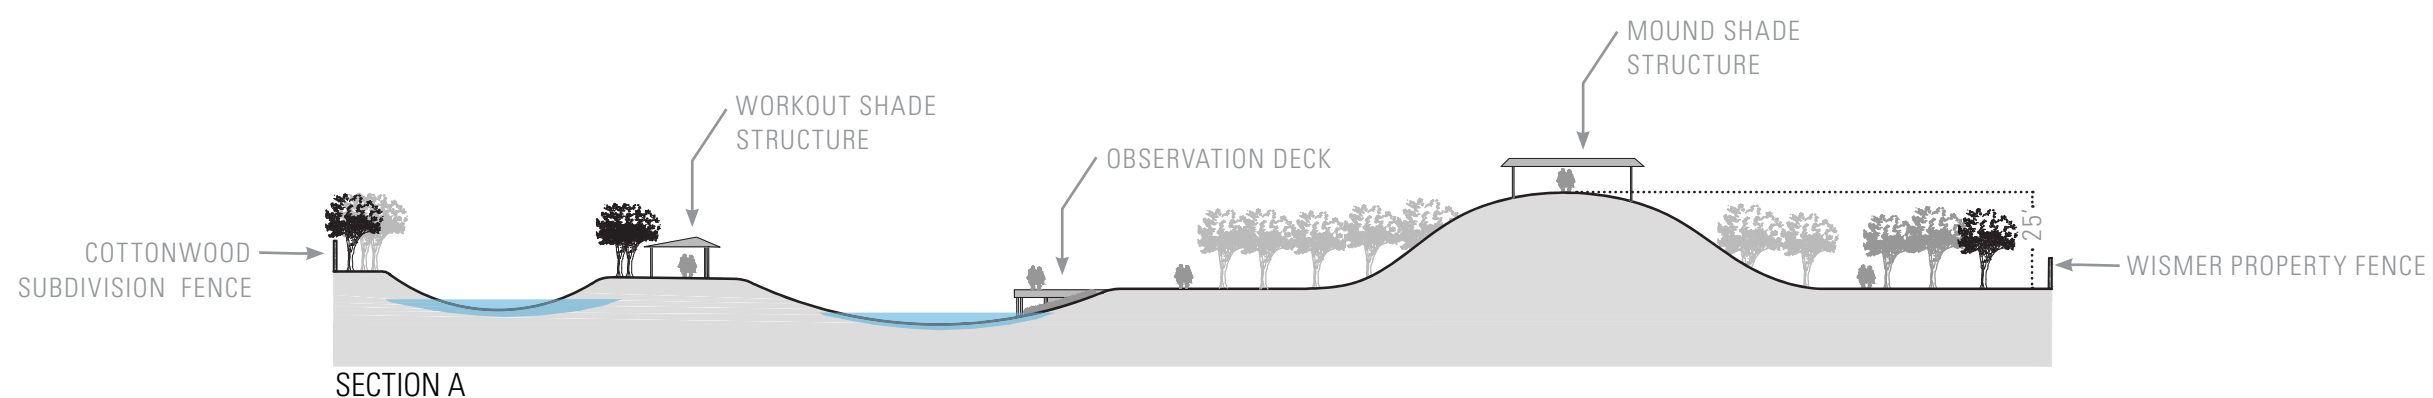 MOUND SHADE
STRUCTURE
WORKOUT SHADE
STRUCTURE
OBSERVATION DECK
COTTONWOOD
SUBDIVISION FENCE
25'
WISMER PROPERTY FENCE
SECTION A